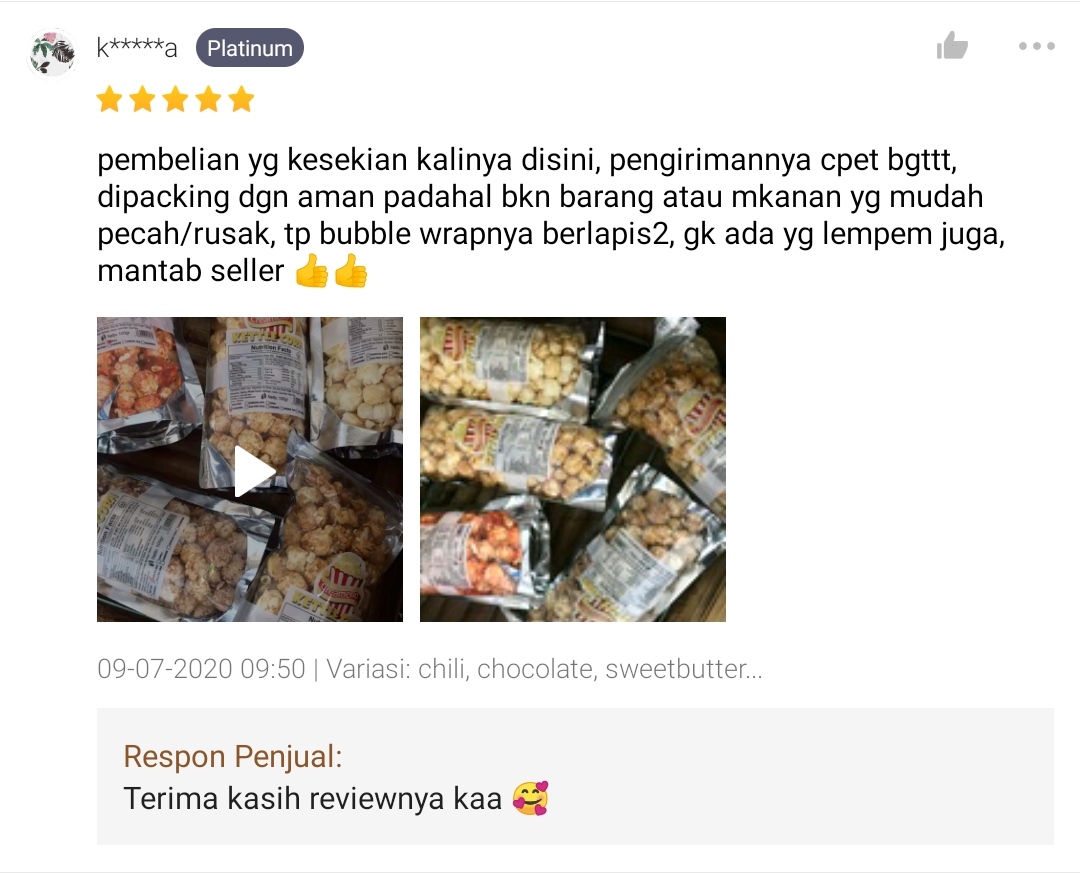 k*****a Platinum
pembelian yg kesekian kalinya disini, pengirimannya cpet bgttt,
dipacking dgn aman padahal bkn barang atau mkanan yg mudah
pecah/rusak, tp bubble wrapnya berlapis2, gk ada yg lempem juga,
mantab seller 👍👍
KETTLE CORN
Nutrition Facts
09-07-2020 09:50 | Variasi: chili, chocolate, sweetbutter...
Respon Penjual:
Terima kasih reviewnya kaa 🥰